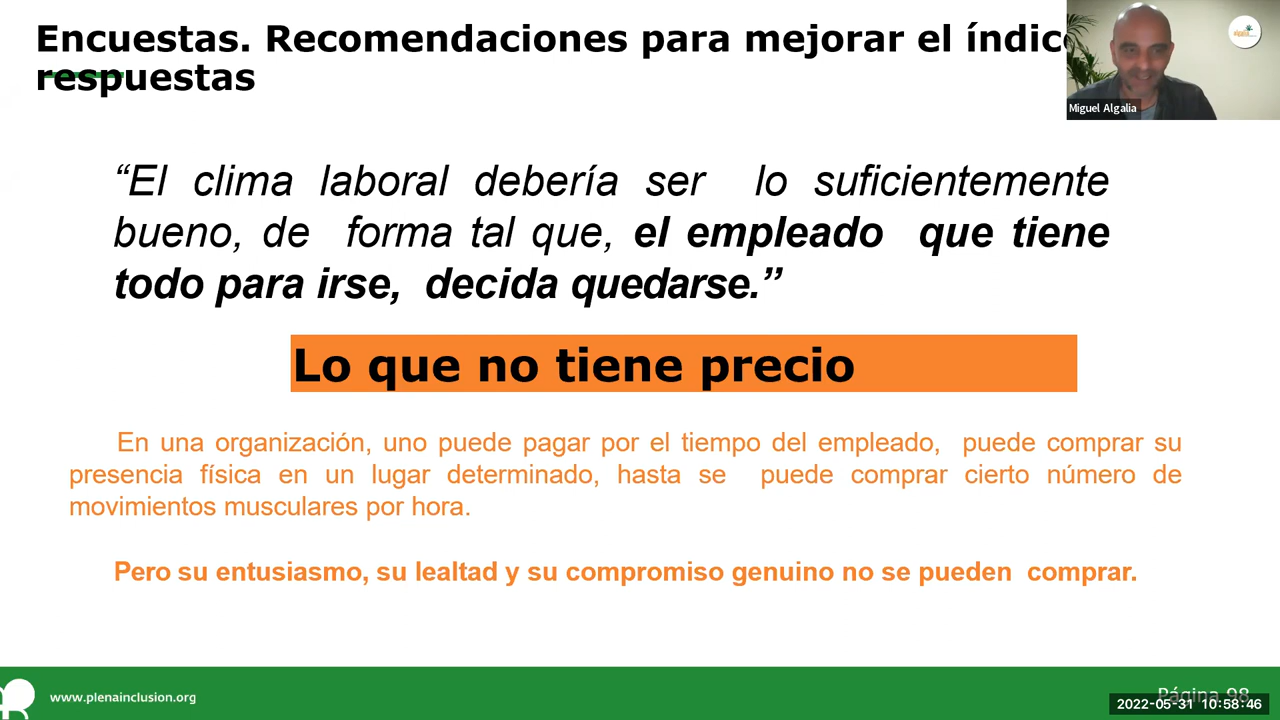 Encuestas. Recomendaciones para mejorar el
respuestas
Miguel Algalia
“El clima laboral debería ser lo suficientemente
bueno, de forma tal que, el empleado que tiene
todo para irse, decida quedarse.”
Lo que no tiene precio
En una organización, uno puede pagar por el tiempo del empleado, puede comprar su
presencia física en un lugar determinado, hasta se puede comprar cierto número de
movimientos musculares por hora.
Pero su entusiasmo, su lealtad y su compromiso genuino no se pueden comprar.
www.plenainclusion.org
Página 98
2022-05-31 10:58:46